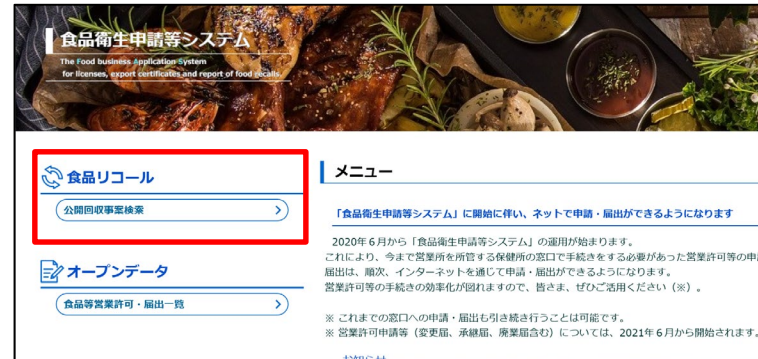 食品衛生申請等システム
The Food business Application System
for licenses, export certificates and report of food recalls.
食品リコール
公開回収事案検索
オープンデータ
食品等営業許可・届出一覧
メニュー
「食品衛生申請等システム」に開始に伴い、ネットで申請・届出ができるようになります
2020年6月から「食品衛生申請等システム」の運用が始まります。
これにより、今まで営業所を所管する保健所の窓口で手続きをする必要があった営業許可等の申
届出は、順次、インターネットを通じて申請・届出ができるようになります。
営業許可等の手続きの効率化が図れますので、皆さま、ぜひご活用ください（※）。
※ これまでの窓口への申請・届出も引き続き行うことは可能です。
※ 営業許可申請等（変更届、承継届、廃業届含む）については、2021年6月から開始されます。